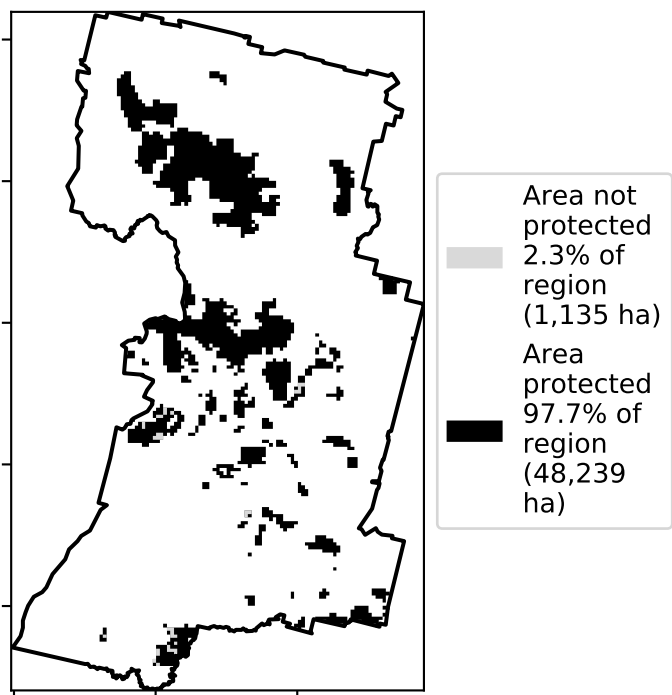 Area not
protected
2.3% of
region
(1,135 ha)
Area
protected
97.7% of
region
(48,239
ha)